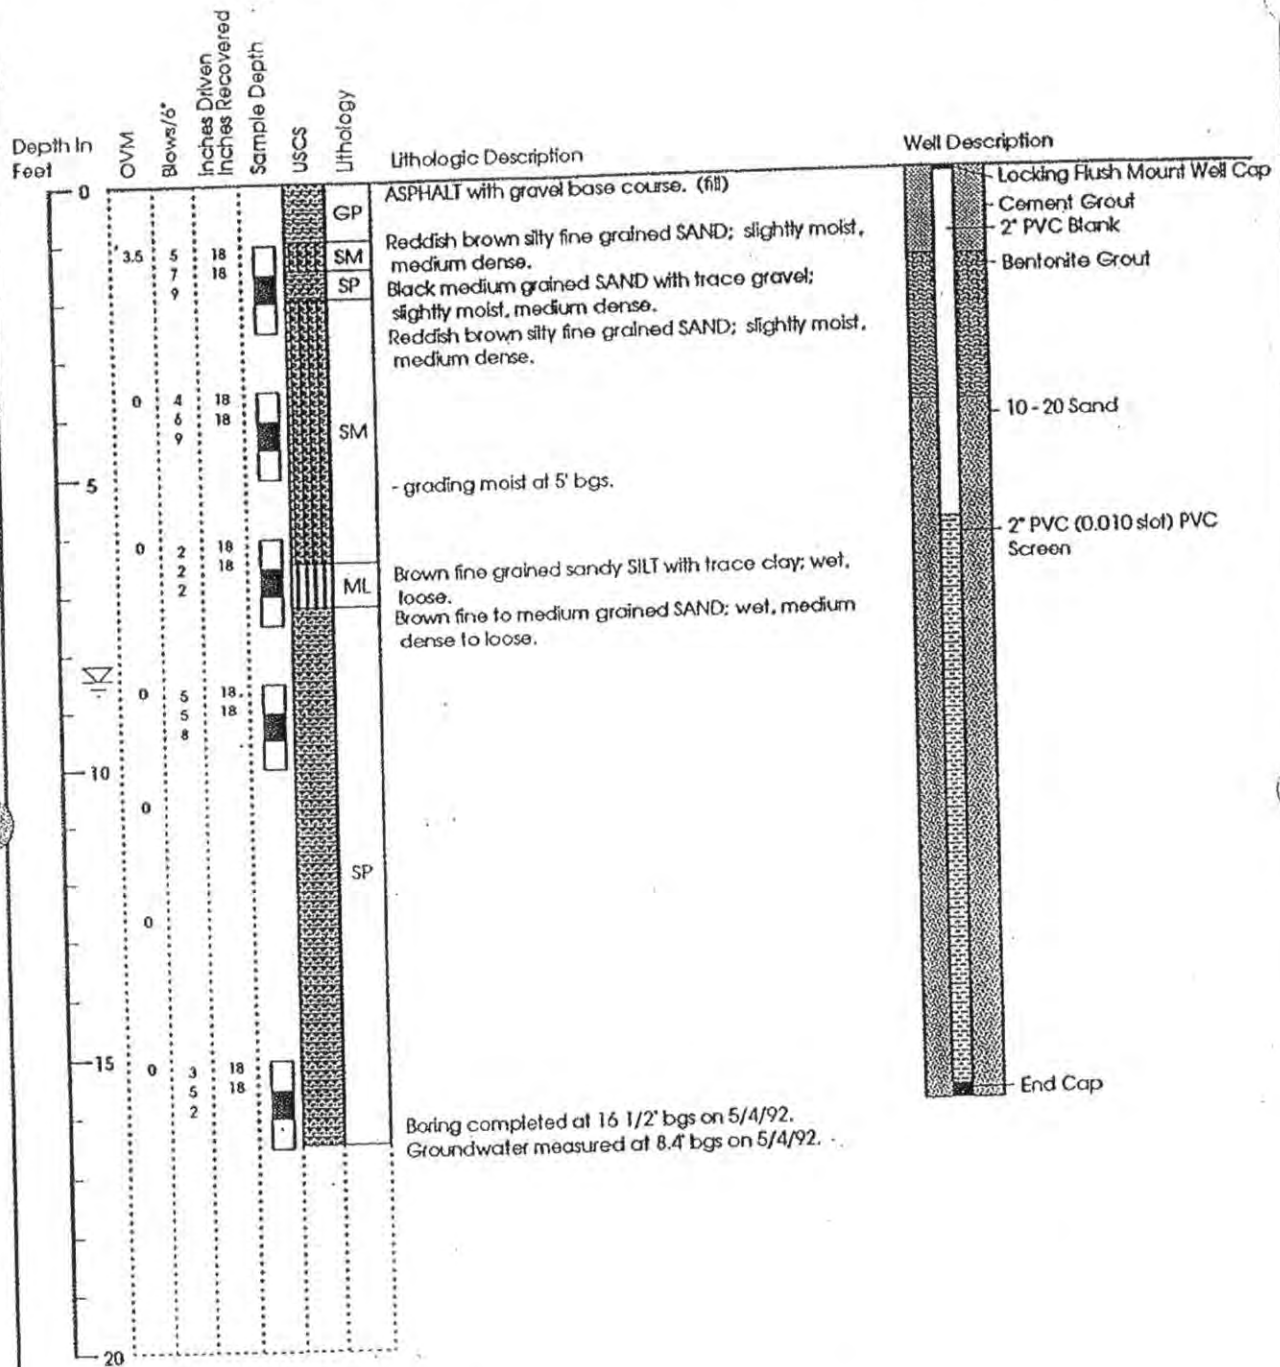 Depth In
Feet
OVM
Blows/6"
Inches Driven
Inches Recovered
Sample Depth
USCS
Lithology
Lithologic Description
Well Description
0
ASPHALT with gravel base course. (fill)
GP
Locking Flush Mount Well Cap
Cement Grout
2" PVC Blank
Bentonite Grout
3.5
5
18
7
18
9
SM
SP
Reddish brown silty fine grained SAND; slightly moist,
medium dense.
Black medium grained SAND with trace gravel;
slightly moist, medium dense.
Reddish brown silty fine grained SAND; slightly moist,
medium dense.
0
4
18
6
18
9
SM
10 - 20 Sand
5
- grading moist at 5' bgs.
2" PVC (0.010 slot) PVC
Screen
0
2
18
2
18
2
ML
Brown fine grained sandy SILT with trace clay; wet,
loose.
Brown fine to medium grained SAND; wet, medium
dense to loose.
0
5
18
5
18
8
10
0
SP
0
15
0
3
18
5
18
2
End Cap
Boring completed at 16 1/2' bgs on 5/4/92.
Groundwater measured at 8.4' bgs on 5/4/92.
20